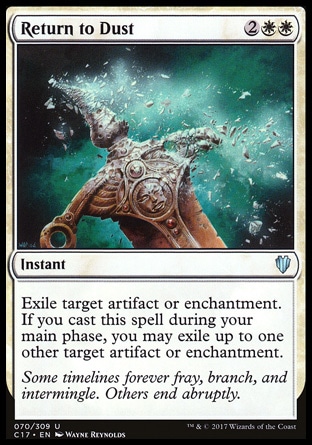 Return to Dust 2
Instant
Exile target artifact or enchantment.
If you cast this spell during your
main phase, you may exile up to one
other target artifact or enchantment.
Some timelines forever fray, branch, and
intermingle. Others end abruptly.
070/309 U
C17 • EN Wayne Reynolds ™ & © 2017 Wizards of the Coast